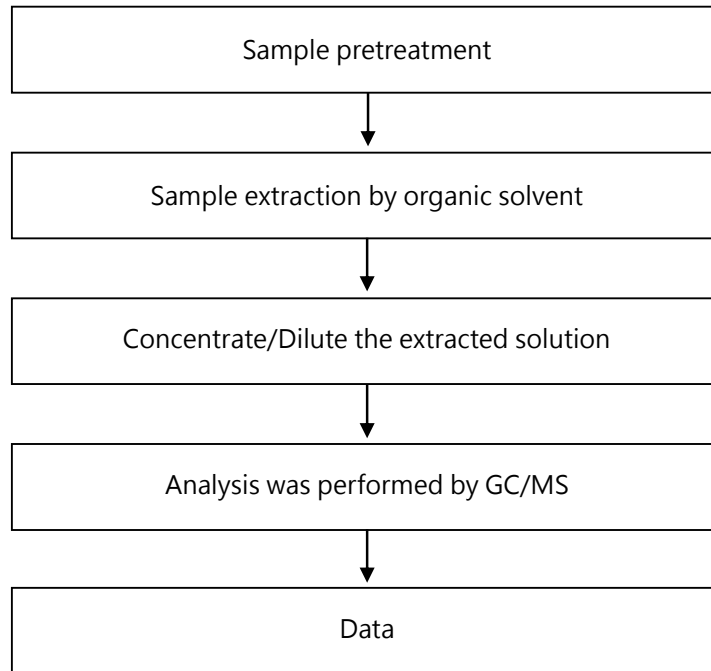 Sample pretreatment
Sample extraction by organic solvent
Concentrate/Dilute the extracted solution
Analysis was performed by GC/MS
Data